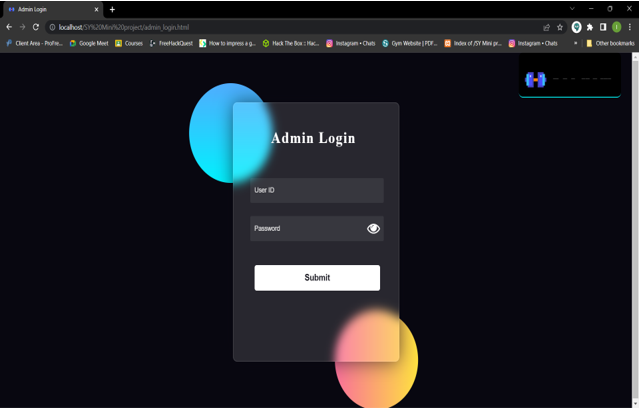 Admin Login
localhost/SY%20Mini%20project/admin_login.html
Client Area - ProFre...
Google Meet
Courses
FreeHackQuest
How to impress a g...
Hack The Box :: Hac...
Instagram • Chats
Gym Website | PDF...
Index of /SY Mini pr...
Instagram • Chats
»
Other bookmarks
Admin Login
User ID
Password
Submit